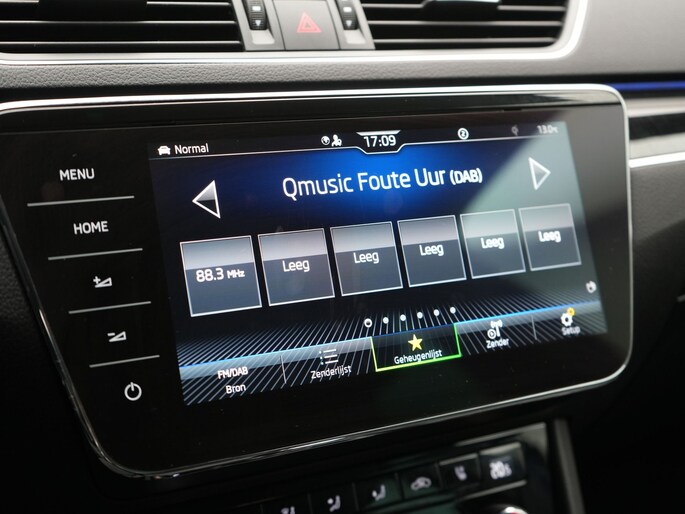 Normal
17:09
13.0
MENU
Qmusic Foute Uur (DAB)
HOME
88.3 MHz
Leeg
Leeg
Leeg
Leeg
Leeg
FM/DAB
Bron
Zenderlijst
Geheugenlijst
Zender
Setup